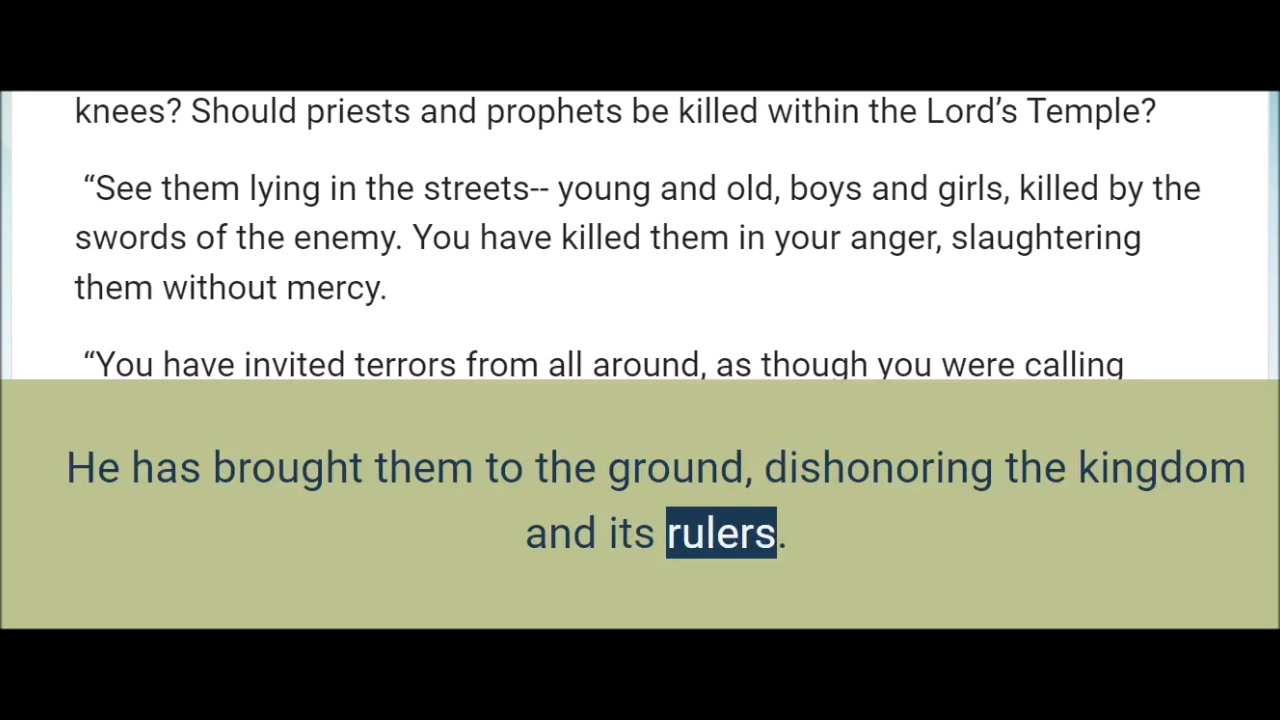 knees? Should priests and prophets be killed within the Lord’s Temple?
“See them lying in the streets-- young and old, boys and girls, killed by the
swords of the enemy. You have killed them in your anger, slaughtering
them without mercy.
“You have invited terrors from all around, as though you were calling
He has brought them to the ground, dishonoring the kingdom
and its rulers.